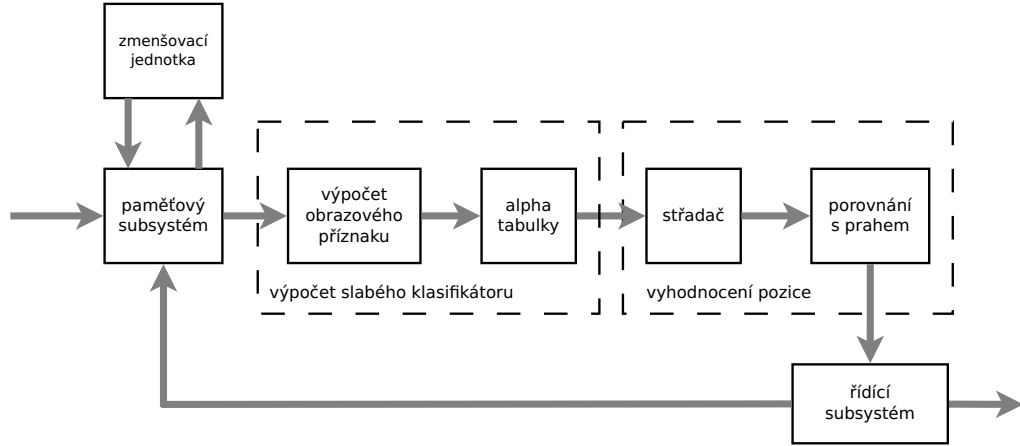 zmenšovací
jednotka
paměťový
subsystém
výpočet
obrazového
příznaku
alpha
tabulky
střadač
porovnání
s prahem
výpočet slabého klasifikátoru
vyhodnocení pozice
řídící
subsystém